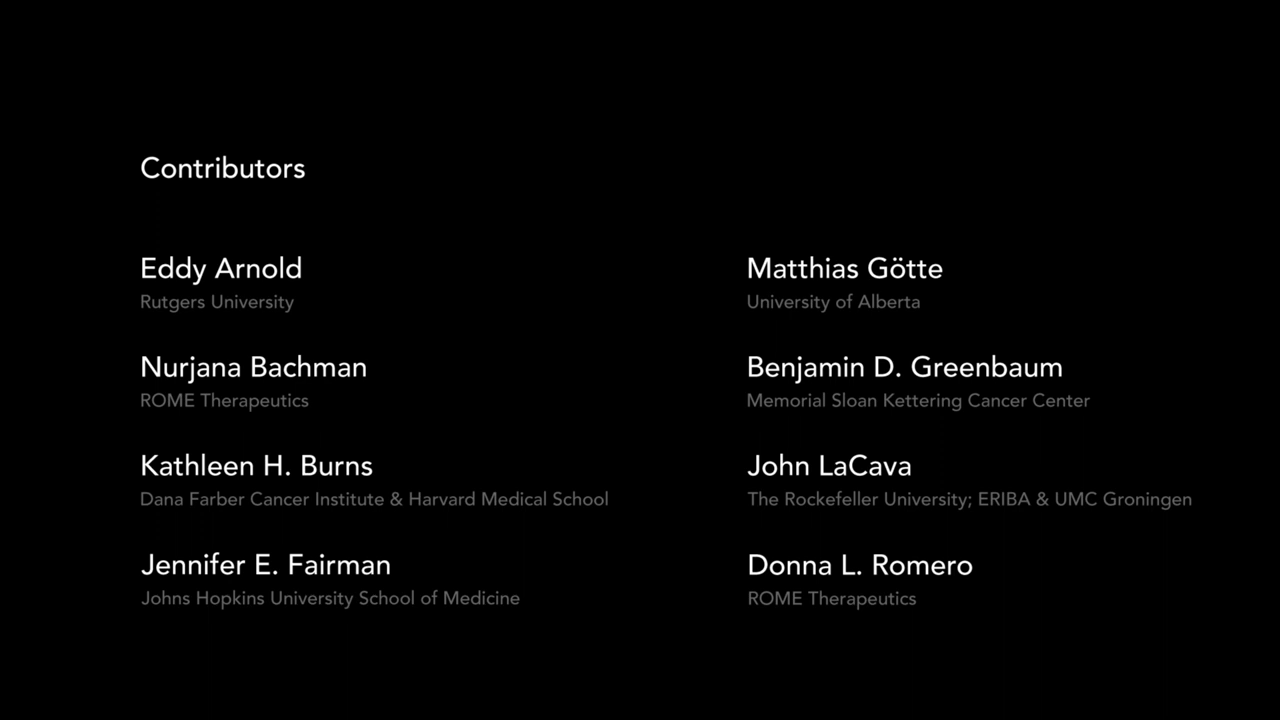 Contributors
Eddy Arnold
Rutgers University
Nurjana Bachman
ROME Therapeutics
Kathleen H. Burns
Dana Farber Cancer Institute & Harvard Medical School
Jennifer E. Fairman
Johns Hopkins University School of Medicine
Matthias Götte
University of Alberta
Benjamin D. Greenbaum
Memorial Sloan Kettering Cancer Center
John LaCava
The Rockefeller University; ERIBA & UMC Groningen
Donna L. Romero
ROME Therapeutics